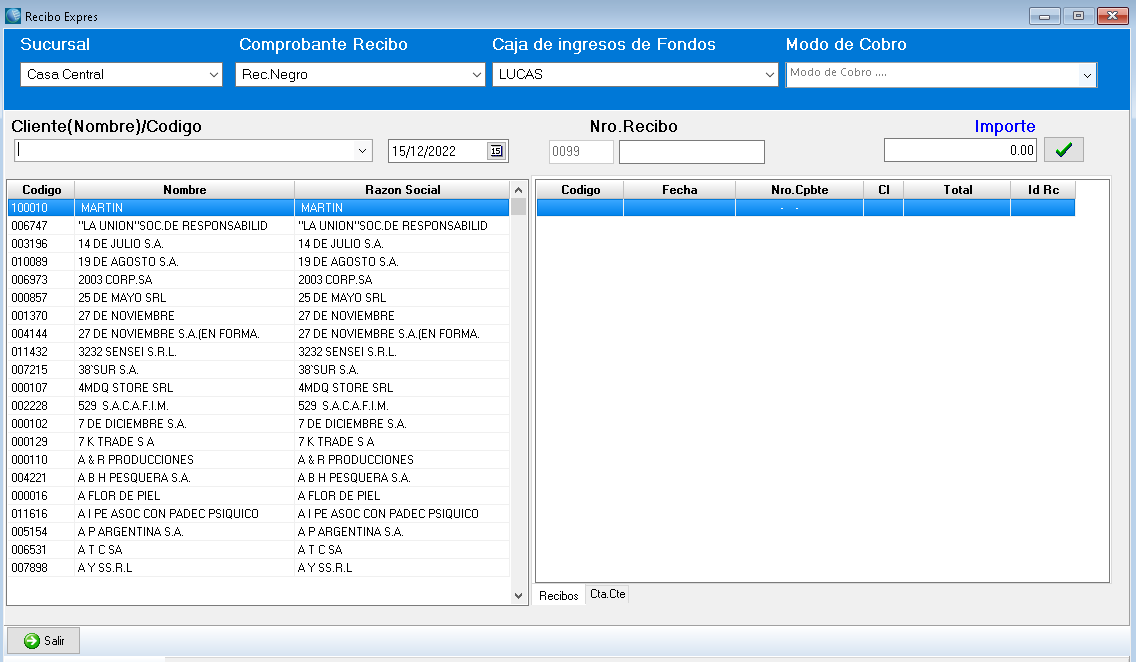 Recibo Expres
Sucursal Comprobante Recibo Caja de ingresos de Fondos Modo de Cobro
Casa Central Rec.Negro LUCAS Modo de Cobro ....
Cliente(Nombre)/Codigo Nro.Recibo Importe
15/12/2022 15 0099 0.00
Codigo Nombre Razon Social Codigo Fecha Nro.Cpbte Cl Total Id Rc
100010 MARTIN MARTIN - -
006747 "LA UNION"SOC.DE RESPONSABILID "LA UNION"SOC.DE RESPONSABILID
003196 14 DE JULIO S.A. 14 DE JULIO S.A.
010089 19 DE AGOSTO S.A. 19 DE AGOSTO S.A.
006973 2003 CORP.SA 2003 CORP.SA
000857 25 DE MAYO SRL 25 DE MAYO SRL
001370 27 DE NOVIEMBRE 27 DE NOVIEMBRE
004144 27 DE NOVIEMBRE S.A.(EN FORMA. 27 DE NOVIEMBRE S.A.(EN FORMA.
011432 3232 SENSEI S.R.L. 3232 SENSEI S.R.L.
007215 38`SUR S.A. 38`SUR S.A.
000107 4MDQ STORE SRL 4MDQ STORE SRL
002228 529 S.A.C.A.F.I.M. 529 S.A.C.A.F.I.M.
000102 7 DE DICIEMBRE S.A. 7 DE DICIEMBRE S.A.
000129 7 K TRADE S A 7 K TRADE S A
000110 A & R PRODUCCIONES A & R PRODUCCIONES
004221 A B H PESQUERA S.A. A B H PESQUERA S.A.
000016 A FLOR DE PIEL A FLOR DE PIEL
011616 A I PE ASOC CON PADEC PSIQUICO A I PE ASOC CON PADEC PSIQUICO
005154 A P ARGENTINA S.A. A P ARGENTINA S.A.
006531 A T C SA A T C SA
007898 A Y SS.R.L A Y SS.R.L
Recibos Cta.Cte
Salir